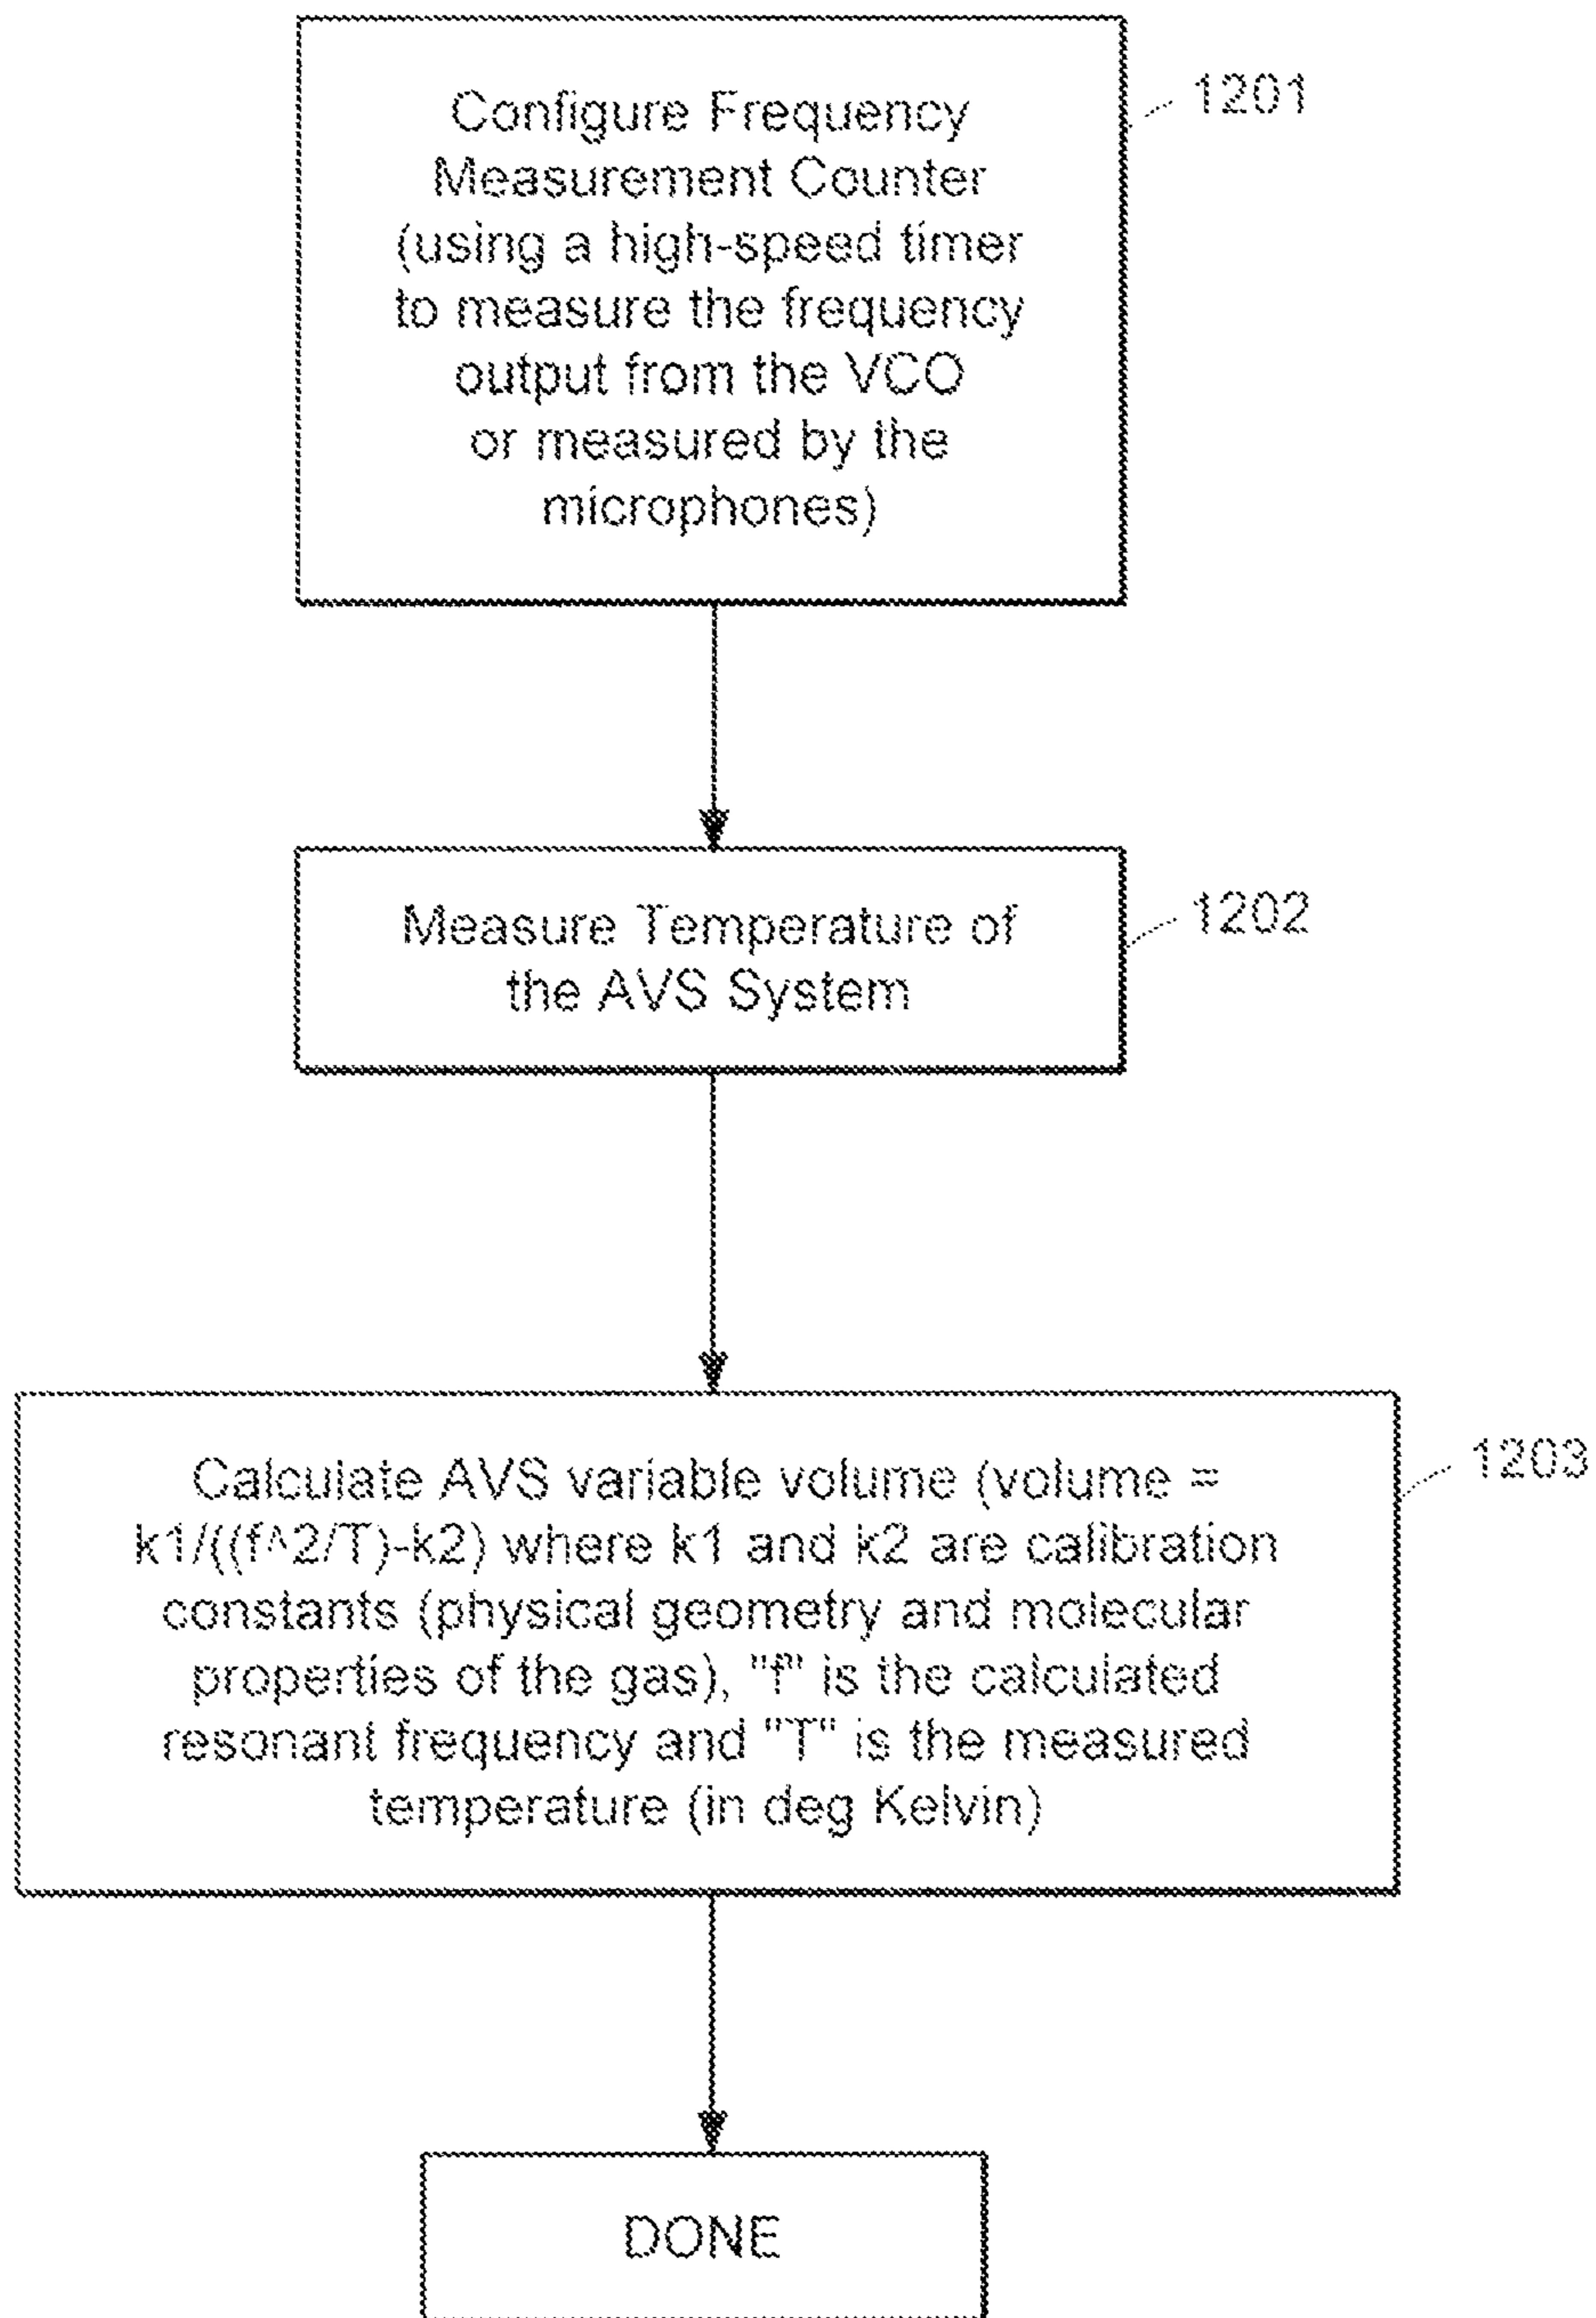 Configure Frequency
Measurement Counter
(using a high-speed timer
to measure the frequency
output from the VCO
or measured by the
microphones)
1201
Measure Temperature of
the AVS System
1202
Calculate AVS variable volume (volume =
k1/((f^2/T)-k2) where k1 and k2 are calibration
constants (physical geometry and molecular
properties of the gas), "f" is the calculated
resonant frequency and "T" is the measured
temperature (in deg Kelvin)
1203
DONE